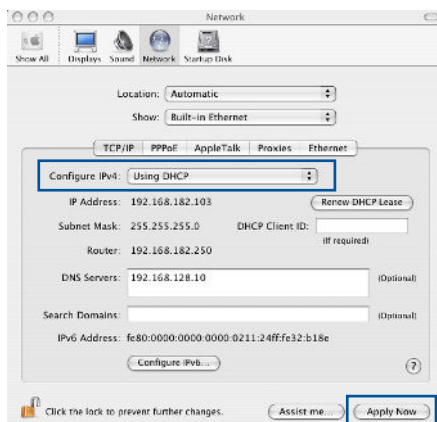 Network
Show All Displays Sound Network Startup Disk
Location: Automatic
Show: Built-in Ethernet
TCP/IP PPPoE AppleTalk Proxies Ethernet
Configure IPv4: Using DHCP
IP Address: 192.168.182.103 Renew DHCP Lease
Subnet Mask: 255.255.255.0 DHCP Client ID:
(If required)
Router: 192.168.182.250
DNS Servers: 192.168.128.10 (Optional)
Search Domains: (Optional)
IPv6 Address: fe80:0000:0000:0000:0211:24ff:fe32:b18e
Configure IPv6... ?
Click the lock to prevent further changes. Assist me... Apply Now